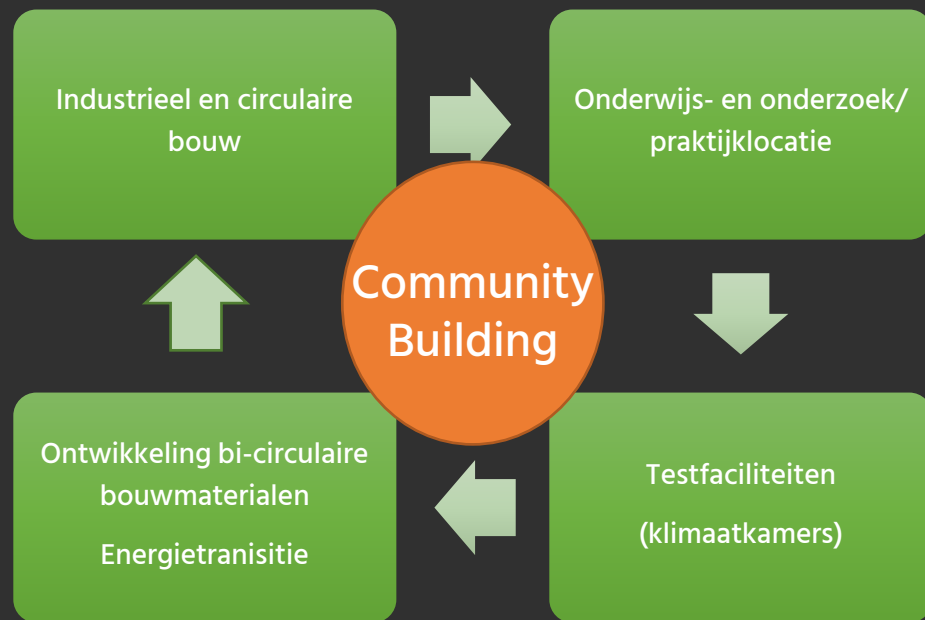 Industrieel en circulaire
bouw
Onderwijs- en onderzoek/
praktijklocatie
Community
Building
Ontwikkeling bi-circulaire
bouwmaterialen
Energietranisitie
Testfaciliteiten
(klimaatkamers)